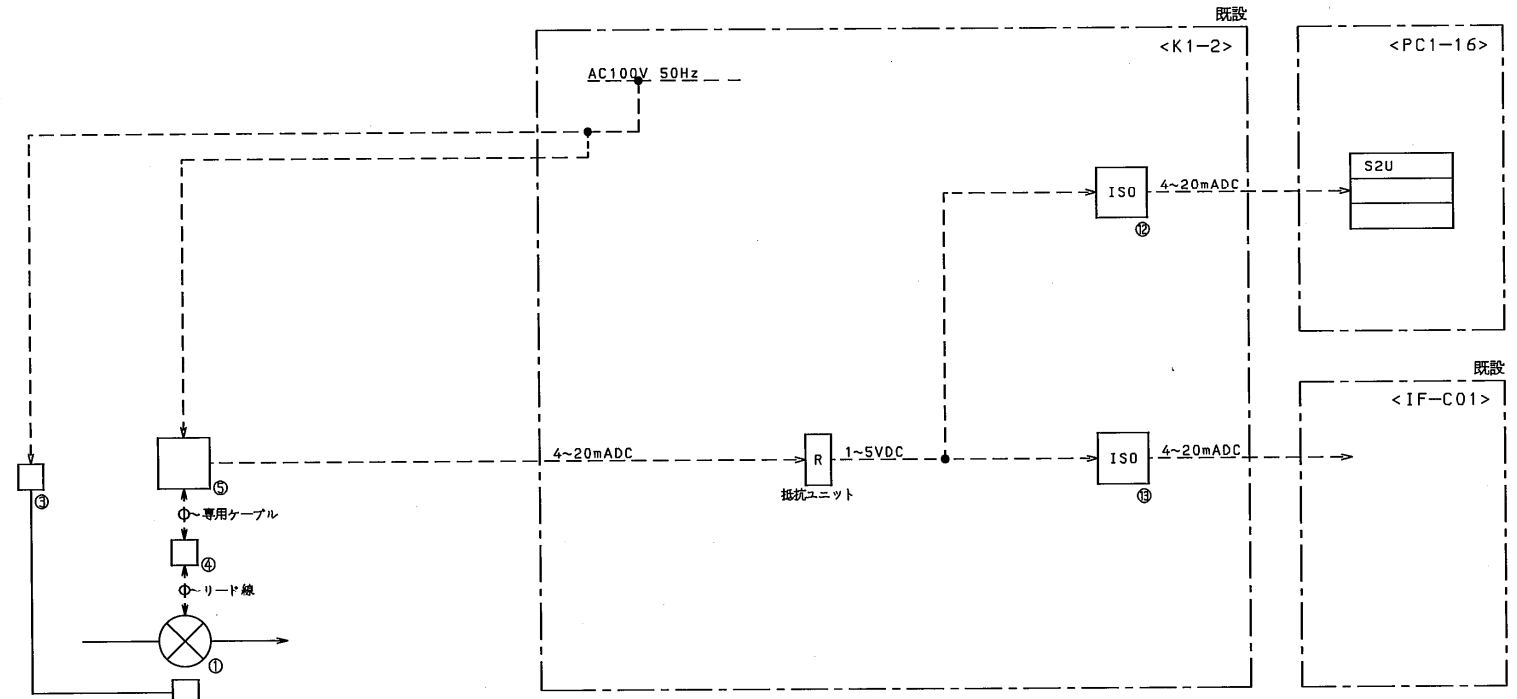 既設
<K1-2>
<PC1-16>
AC100V 50Hz
S2U
ISO
4~20mADC
⑫
既設
<IF-C01>
4~20mADC
R
1~5VDC
ISO
4~20mADC
抵抗ユニット
⑬
③
⑤
~専用ケーブル
④
~リード線
①